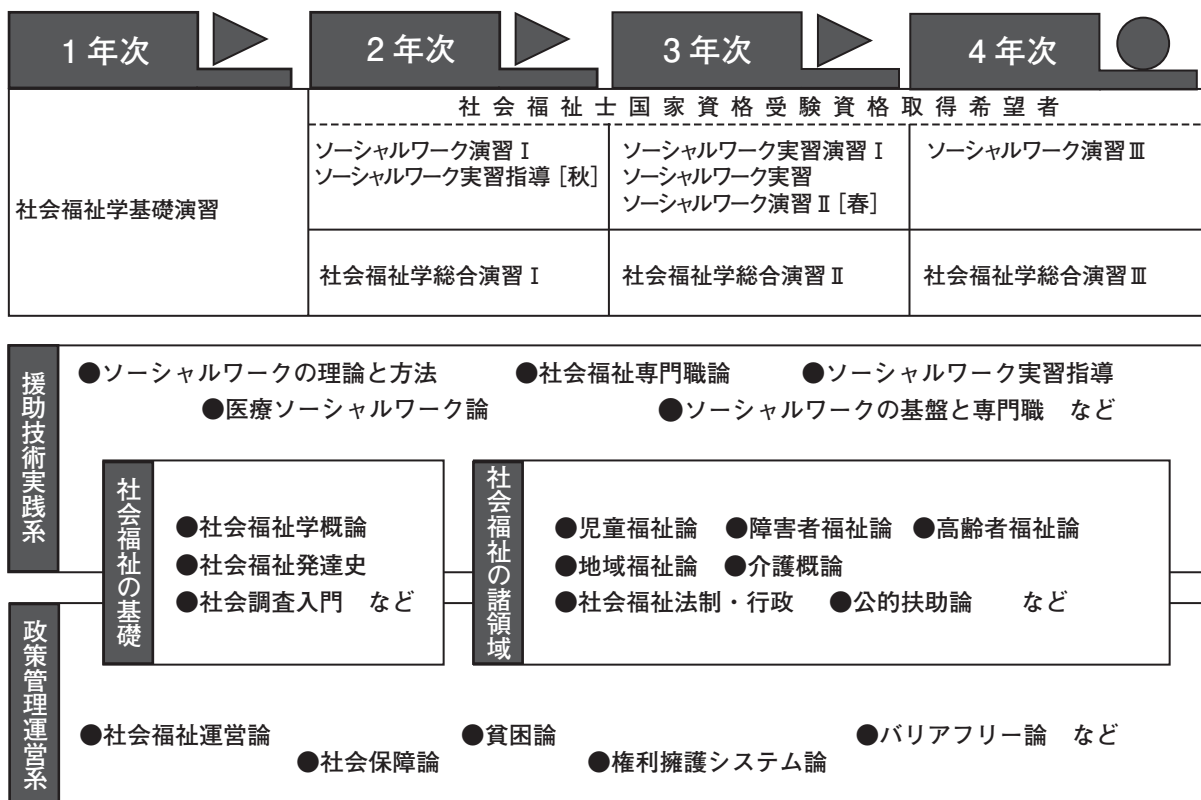 1年次
2年次
3年次
4年次
社会福祉士国家資格受験資格取得希望者
社会福祉学基礎演習
ソーシャルワーク演習Ⅰ
ソーシャルワーク実習指導［秋］
ソーシャルワーク実習演習Ⅰ
ソーシャルワーク実習
ソーシャルワーク演習Ⅱ［春］
ソーシャルワーク演習Ⅲ
社会福祉学総合演習Ⅰ
社会福祉学総合演習Ⅱ
社会福祉学総合演習Ⅲ
援助技術実践系
●ソーシャルワークの理論と方法 ●社会福祉専門職論 ●ソーシャルワーク実習指導
●医療ソーシャルワーク論 ●ソーシャルワークの基盤と専門職 など
社会福祉の基礎
●社会福祉学概論
●社会福祉発達史
●社会調査入門 など
社会福祉の諸領域
●児童福祉論 ●障害者福祉論 ●高齢者福祉論
●地域福祉論 ●介護概論
●社会福祉法制・行政 ●公的扶助論 など
政策管理運営系
●社会福祉運営論 ●貧困論 ●バリアフリー論 など
●社会保障論 ●権利擁護システム論